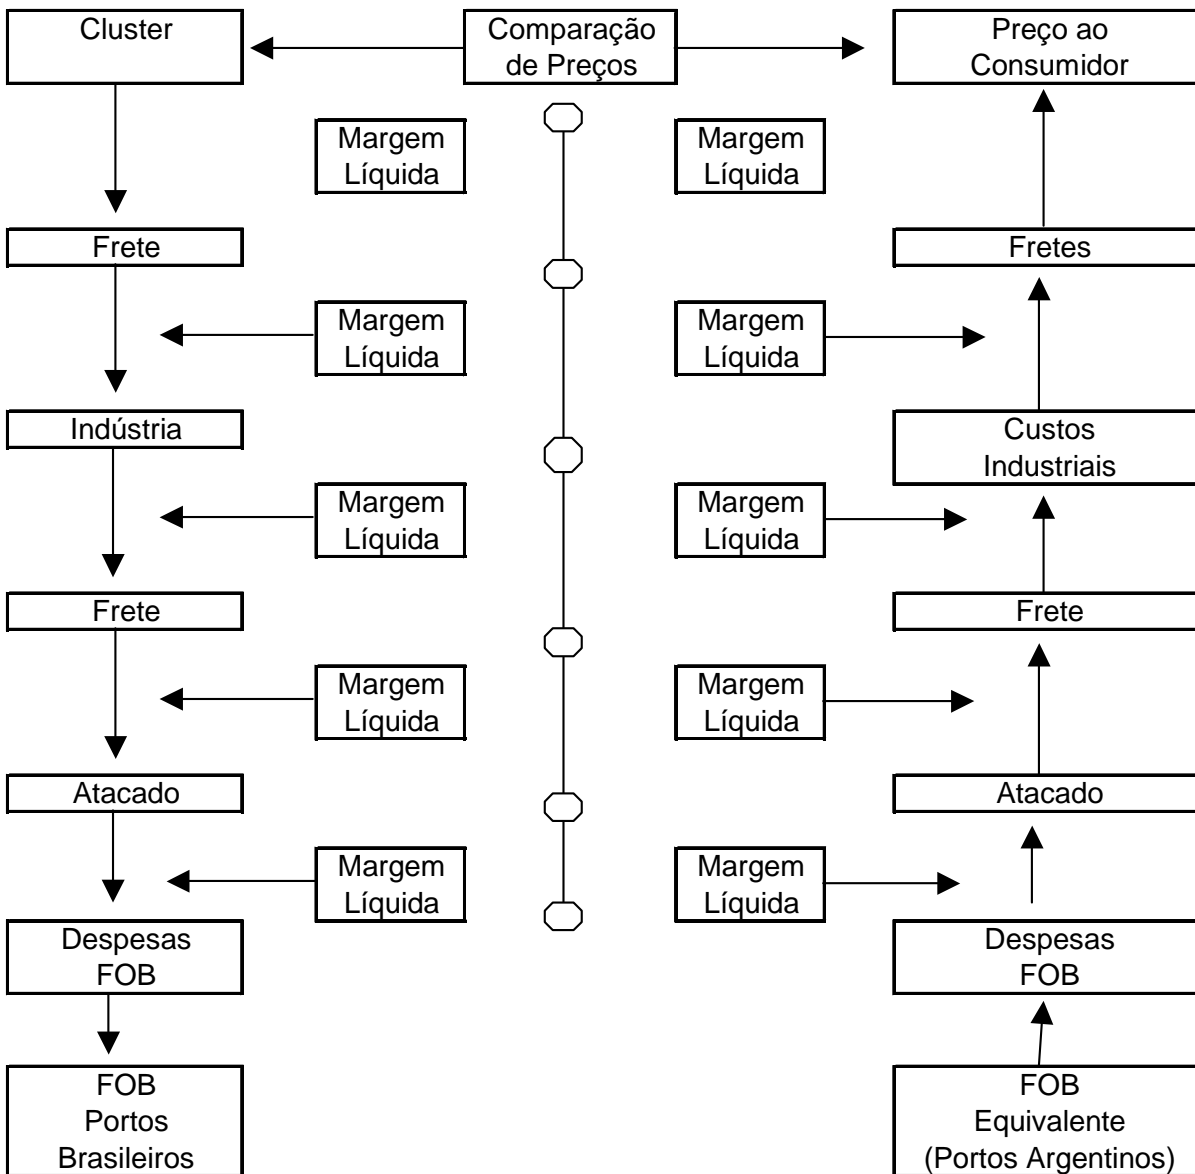 Cluster
Comparação
de Preços
Preço ao
Consumidor
Margem
Líquida
Margem
Líquida
Frete
Fretes
Margem
Líquida
Margem
Líquida
Indústria
Custos
Industriais
Margem
Líquida
Margem
Líquida
Frete
Frete
Margem
Líquida
Margem
Líquida
Atacado
Atacado
Margem
Líquida
Margem
Líquida
Despesas
FOB
Despesas
FOB
FOB
Portos
Brasileiros
FOB
Equivalente
(Portos Argentinos)